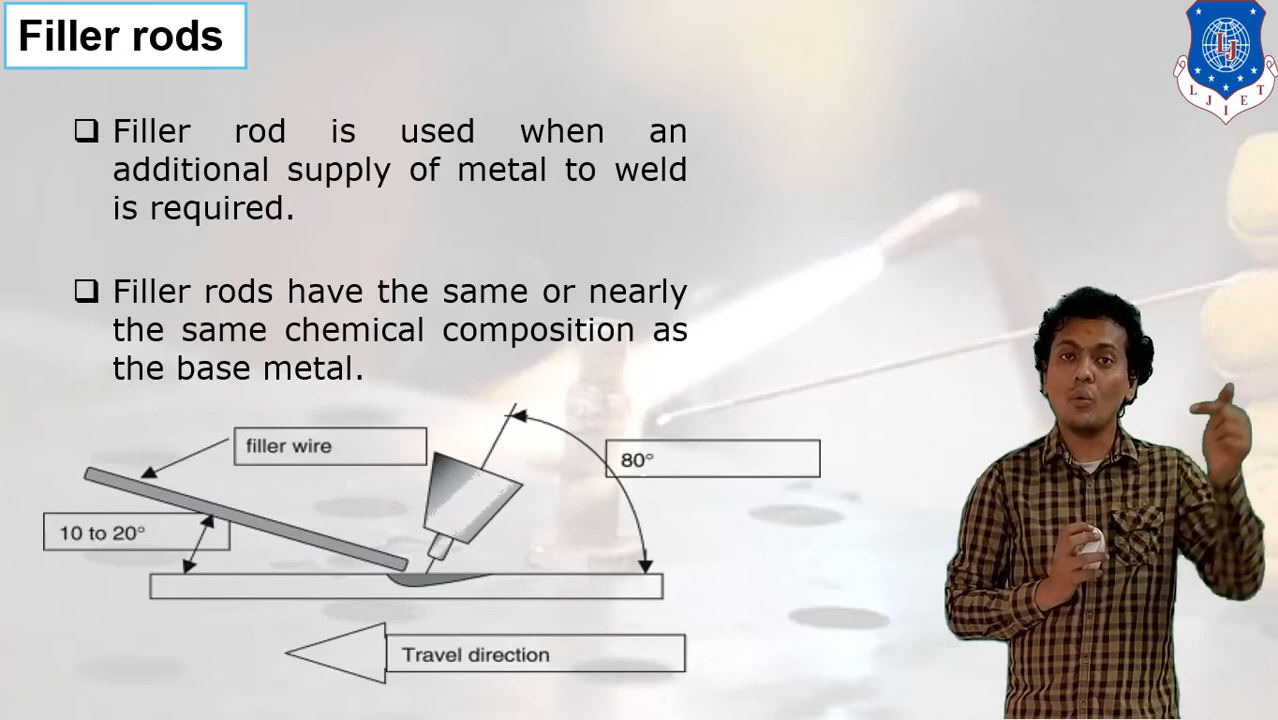 Filler rods
LJ
L J I E T
Filler rod is used when an
additional supply of metal to weld
is required.
Filler rods have the same or nearly
the same chemical composition as
the base metal.
filler wire
80°
10 to 20°
Travel direction